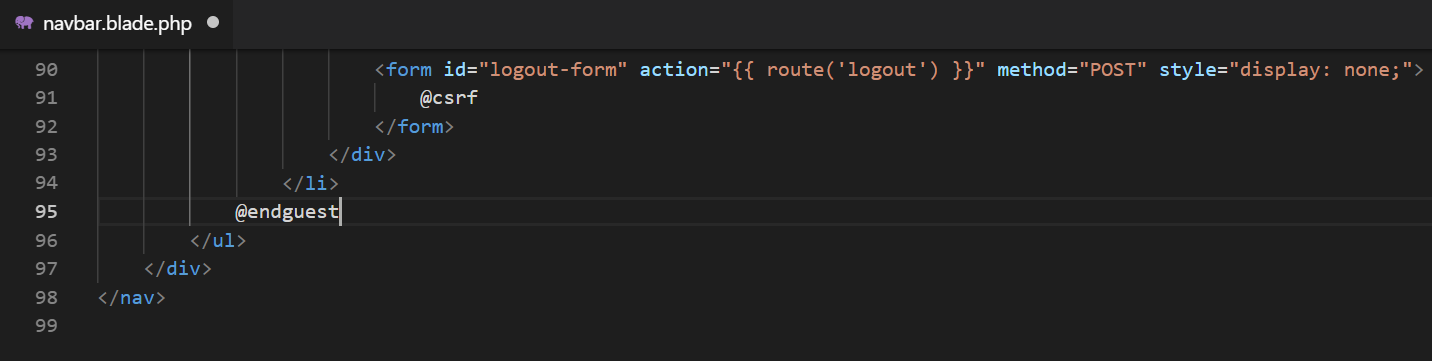 navbar.blade.php
90 <form id="logout-form" action="{{ route('logout') }}" method="POST" style="display: none;">
91 @csrf
92 </form>
93 </div>
94 </li>
95 @endguest
96 </ul>
97 </div>
98 </nav>
99